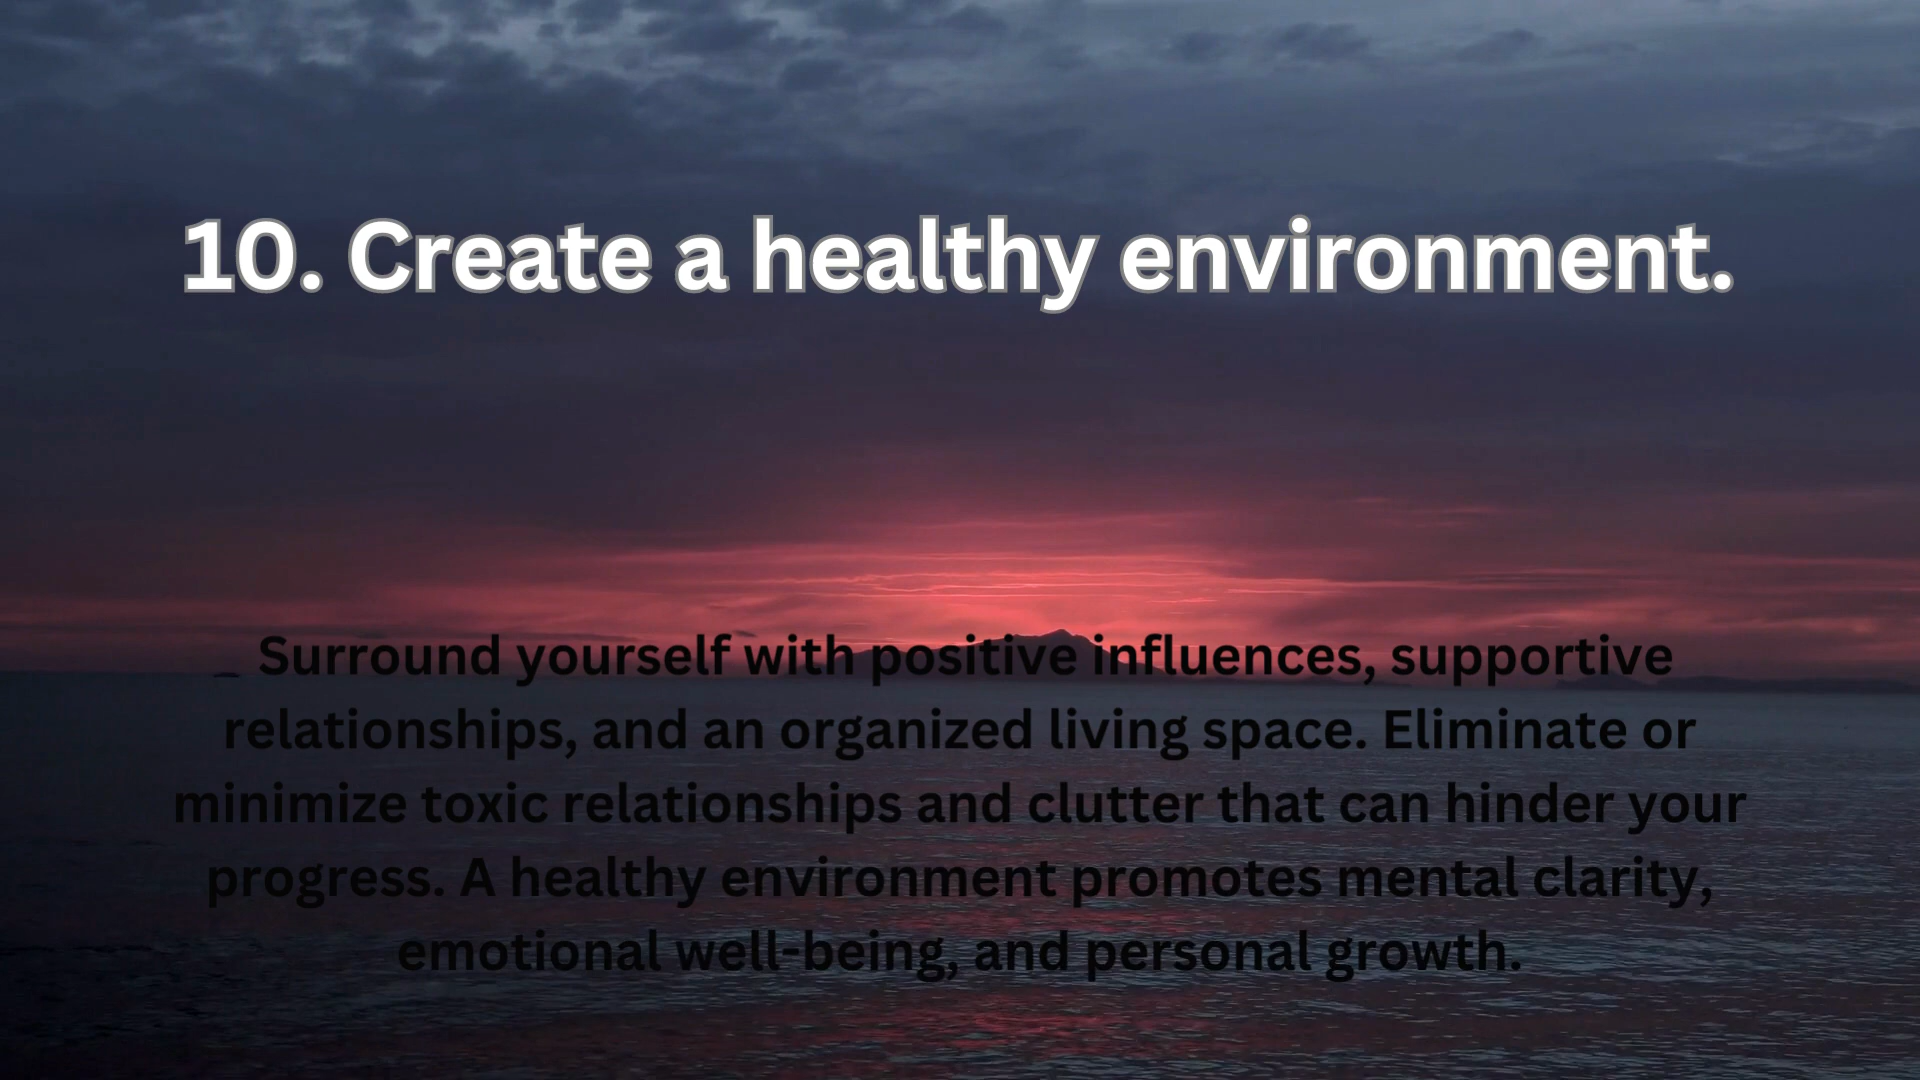 10. Create a healthy environment.
Surround yourself with positive influences, supportive
relationships, and an organized living space. Eliminate or
minimize toxic relationships and clutter that can hinder your
progress. A healthy environment promotes mental clarity,
emotional well-being, and personal growth.